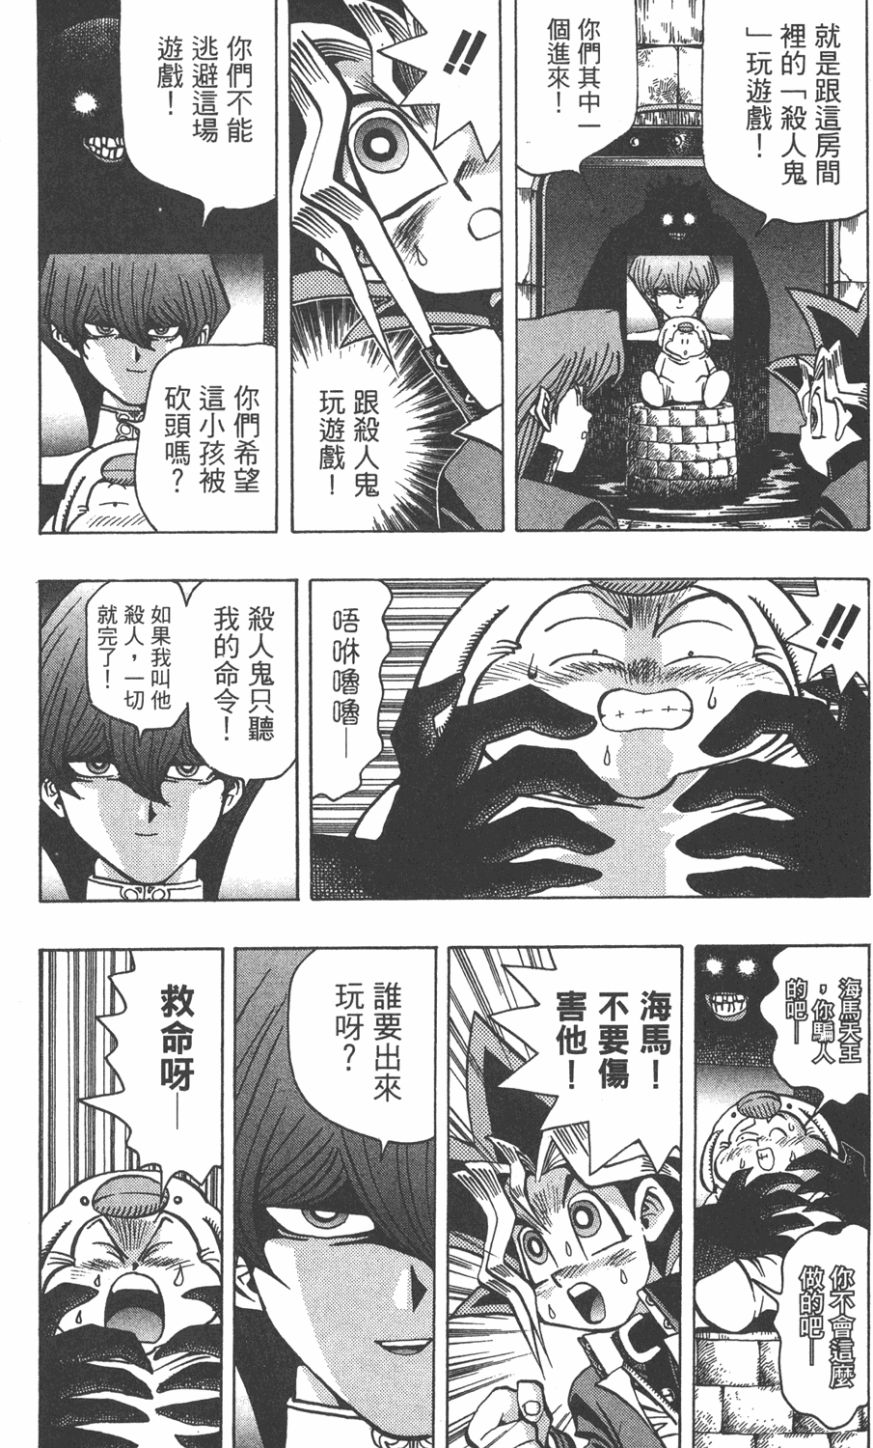 就是跟這房間
裡的「殺人鬼
」玩遊戲！
你們其中一
個進來！
!!
跟殺人鬼
玩遊戲！
你們不能
逃避這場
遊戲！
你們希望
這小孩被
砍頭嗎？
!!
唔咻嚕嚕—
殺人鬼只聽
我的命令！
如果我叫他
殺人，一切
就完了！
海馬天王
，你騙人
的吧—
你不會這麼
做的吧—
海馬！
不要傷
害他！
誰要出來
玩呀？
救命呀—